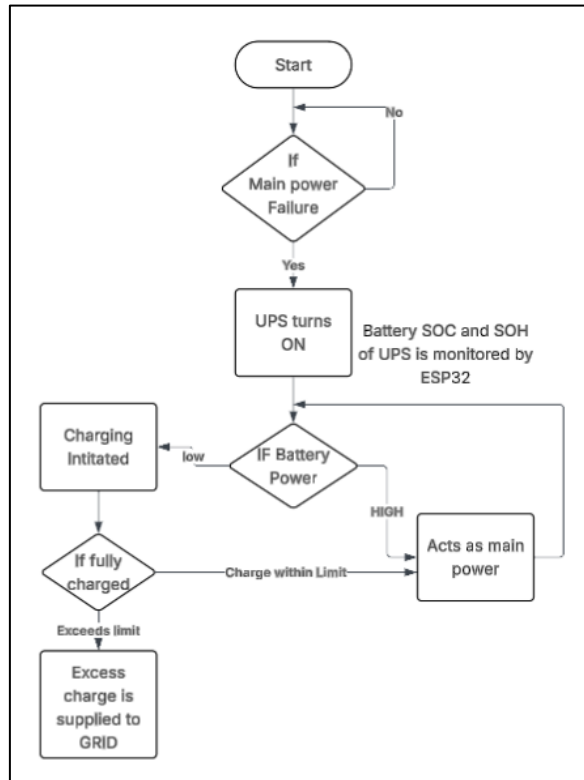 Start
No
If
Main power
Failure
Yes
UPS turns
ON
Battery SOC and SOH
of UPS is monitored by
ESP32
Charging
Intitated
low
IF Battery
Power
HIGH
If fully
charged
Charge within Limit
Acts as main
power
Exceeds limit
Excess
charge is
supplied to
GRID